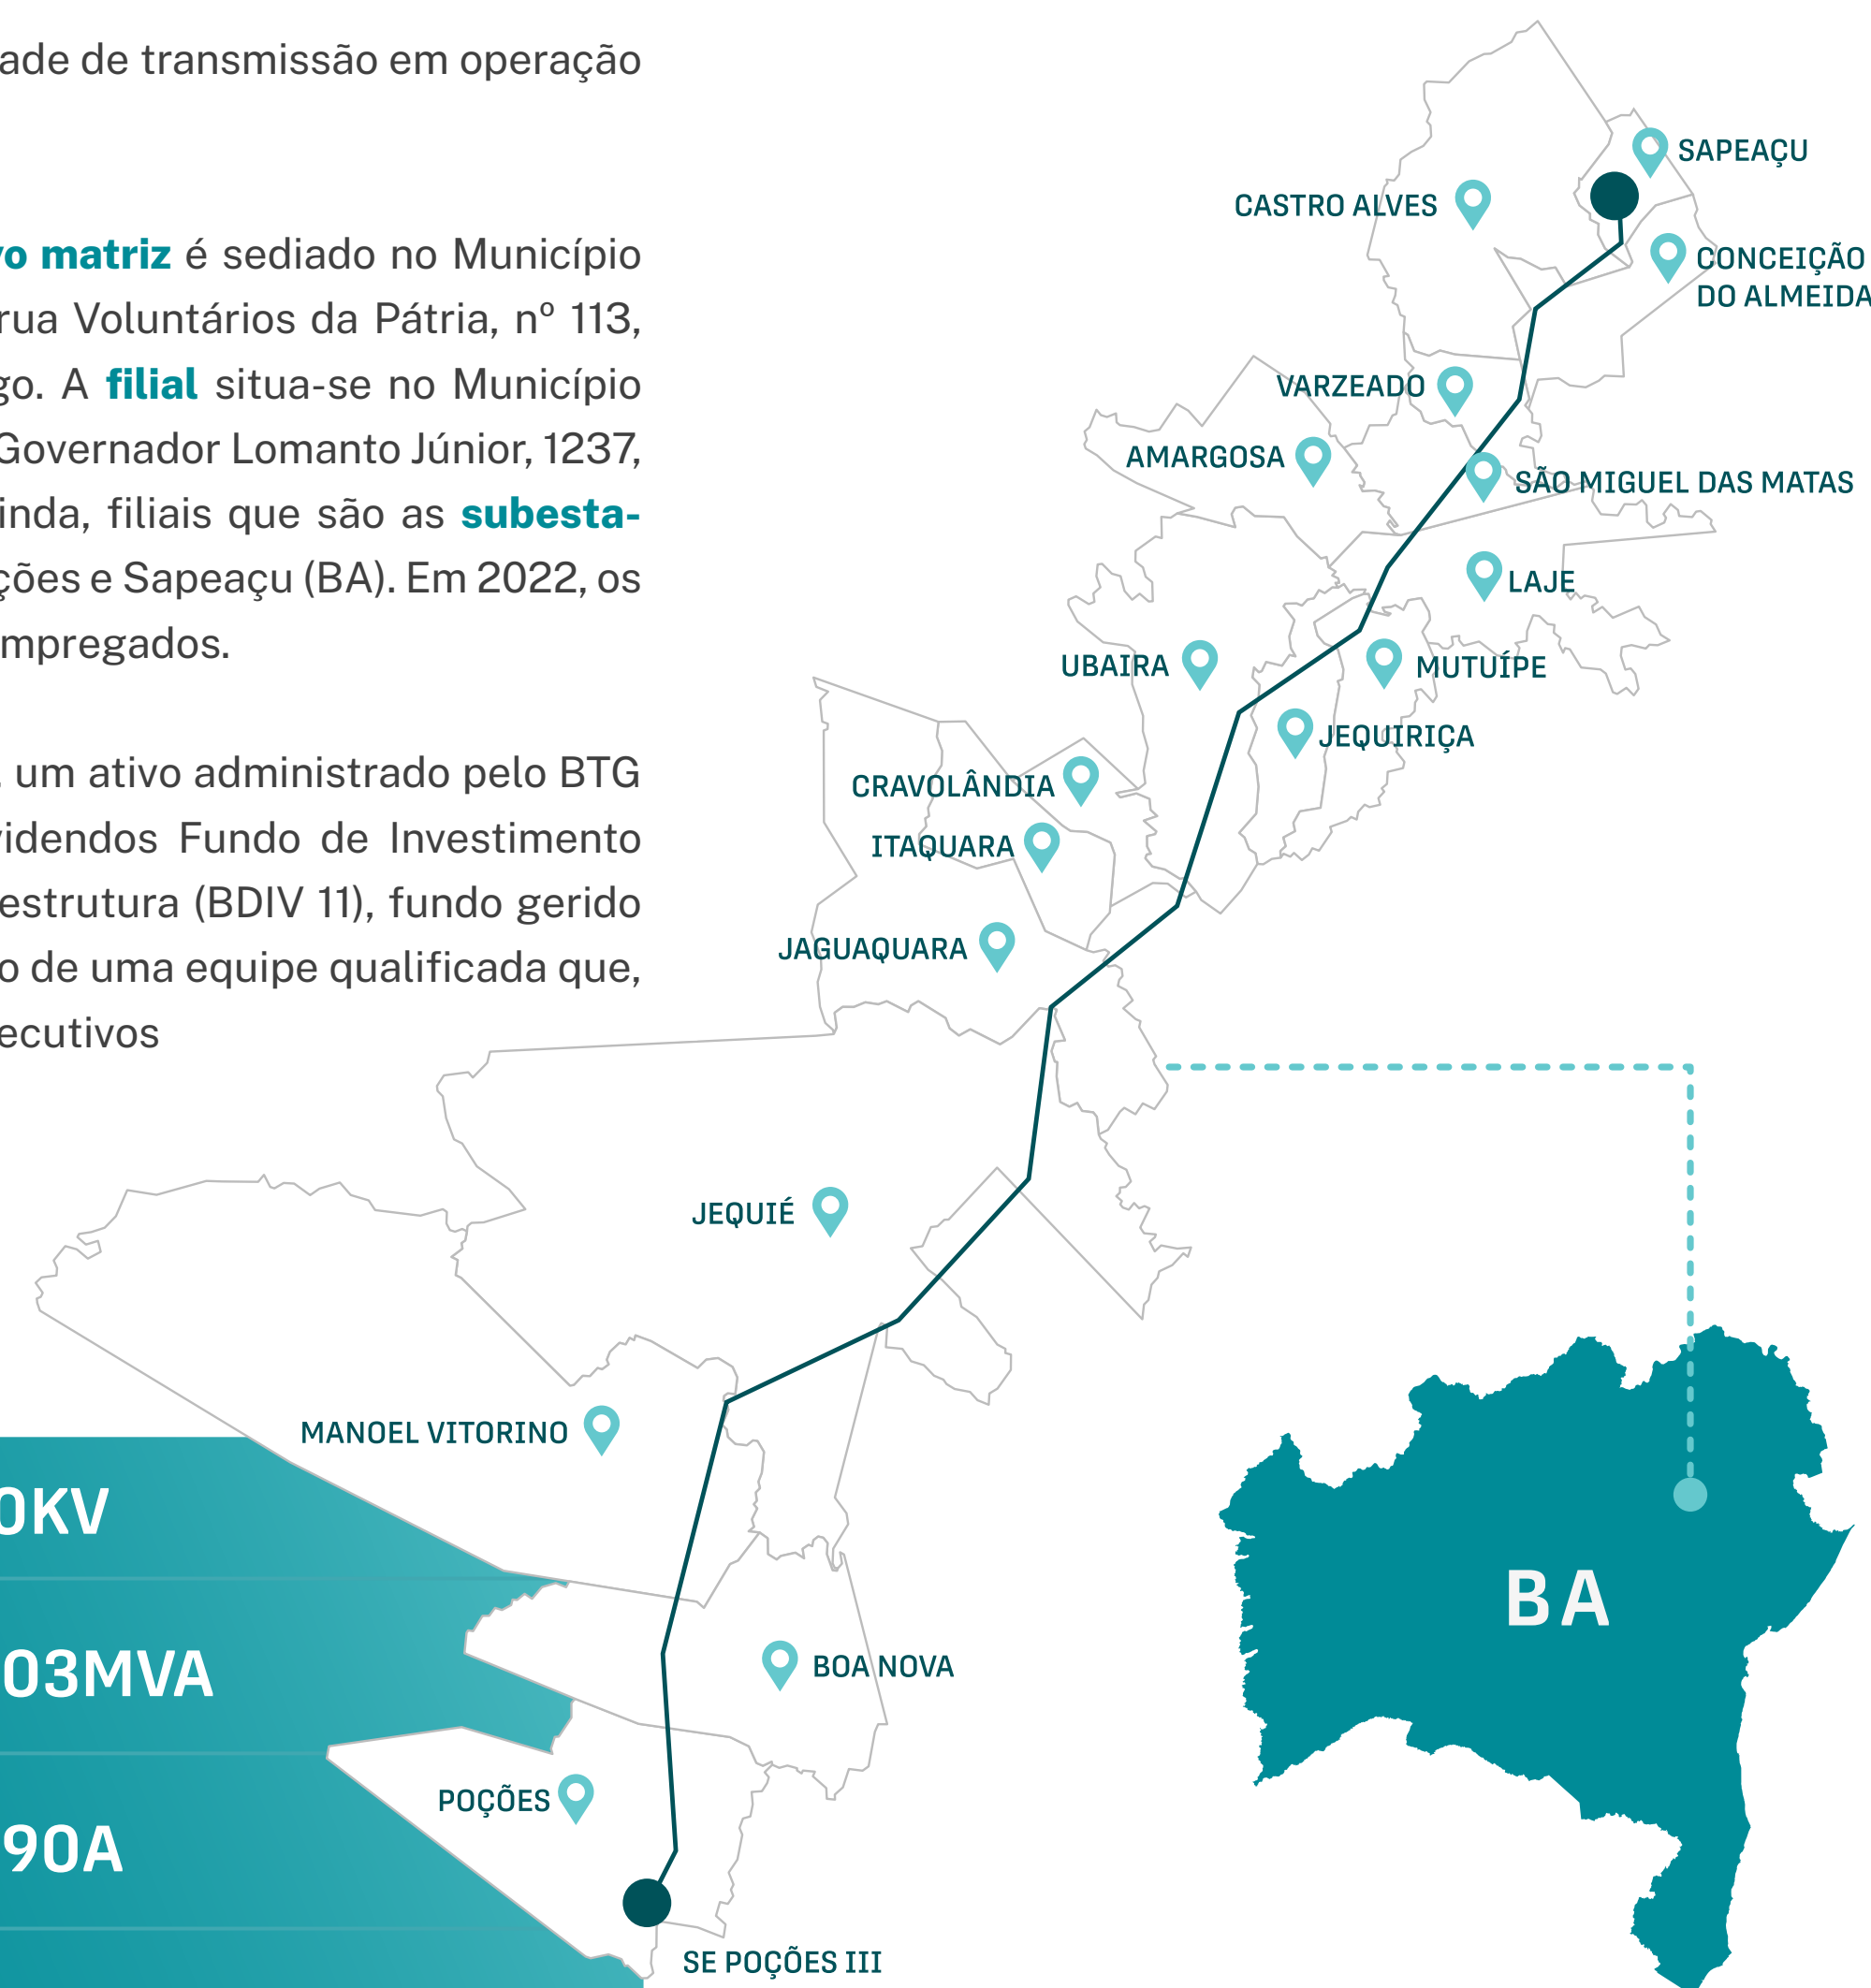 ade de transmissão em operação
vo matriz é sediado no Município
rua Voluntários da Pátria, nº 113,
go. A filial situa-se no Município
Governador Lomanto Júnior, 1237,
inda, filiais que são as subesta-
ções e Sapeaçu (BA). Em 2022, os
mpregados.
um ativo administrado pelo BTG
videndos Fundo de Investimento
estrutura (BDIV 11), fundo gerido
o de uma equipe qualificada que,
ecutivos
SAPEAÇU
CASTRO ALVES
CONCEIÇÃO
DO ALMEIDA
VARZEADO
AMARGOSA
SÃO MIGUEL DAS MATAS
LAJE
UBAIRA
MUTUÍPE
JEQUIRIÇA
CRAVOLÂNDIA
ITAQUARA
JAGUAQUARA
JEQUIÉ
MANOEL VITORINO
BOA NOVA
POÇÕES
SE POÇÕES III
BA
0KV
03MVA
90A